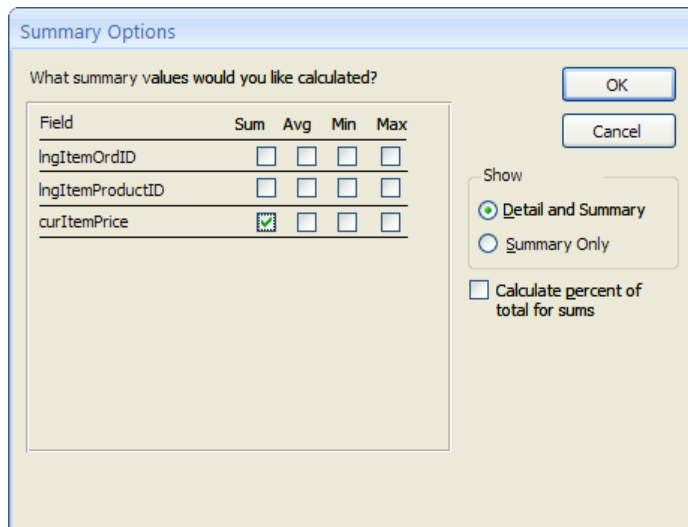 Summary Options
What summary values would you like calculated?
OK
Cancel
Field Sum Avg Min Max
lngItemOrdID
lngItemProductID
curItemPrice
Show
Detail and Summary
Summary Only
Calculate percent of
total for sums